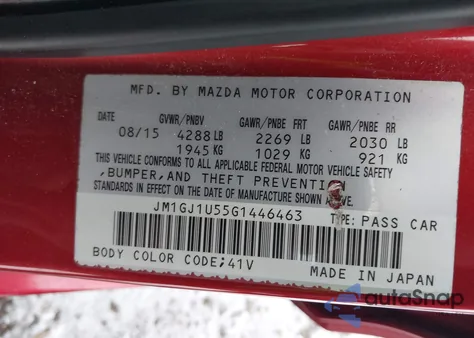 MFD. BY MAZDA MOTOR CORPORATION
DATE GVWR/PNBV GAWR/PNBE FRT GAWR/PNBE RR
08/15 4288 LB 2269 LB 2030 LB
1945 KG 1029 KG 921 KG
THIS VEHICLE CONFORMS TO ALL APPLICABLE FEDERAL MOTOR VEHICLE SAFETY,
BUMPER, AND THEFT PREVENTION
STANDARDS IN EFFECT ON THE DATE OF MANUFACTURE SHOWN ABOVE.
JM1GJ1U55G1446463 TYPE: PASS CAR
BODY COLOR CODE;41V MADE IN JAPAN
autoSnap